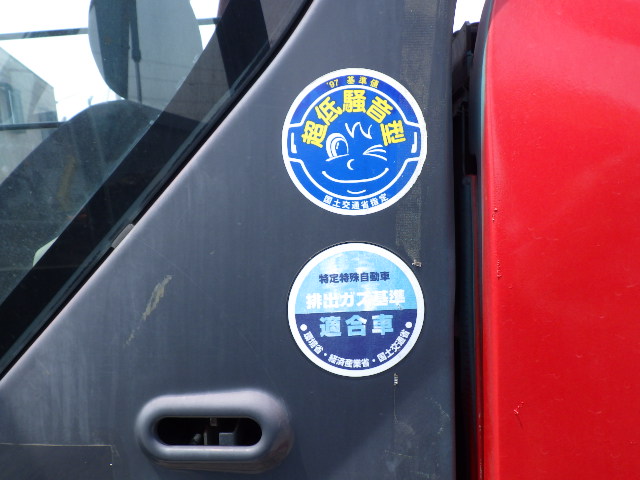 '97 基準値
超低騒音型
国土交通省指定
特定特殊自動車
排出ガス基準
適合車
●環境省・経済産業省・国土交通省●